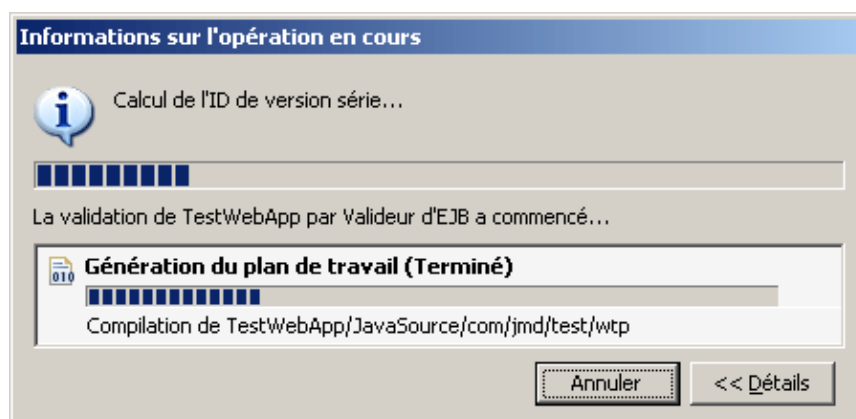 Informations sur l'opération en cours
Calcul de l'ID de version série...
La validation de TestWebApp par Valideur d'EJB a commencé...
010
Génération du plan de travail (Terminé)
Compilation de TestWebApp/JavaSource/com/jmd/test/wtp
Annuler
<< Détails